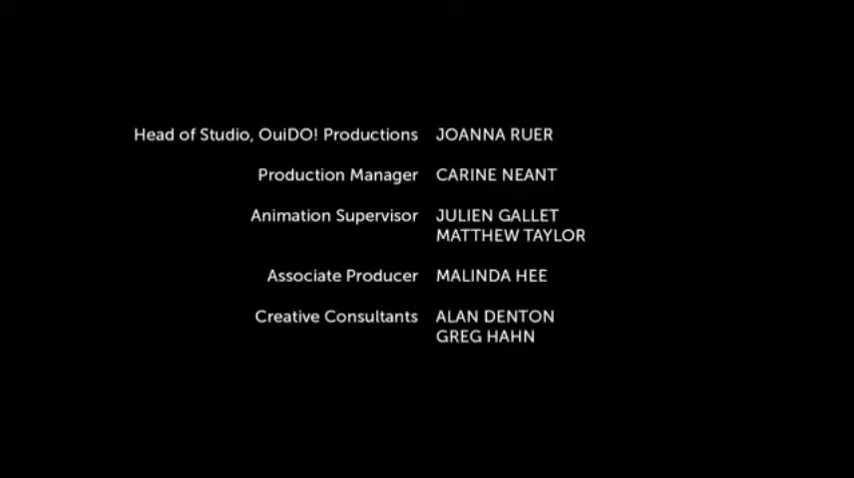 Head of Studio, OuiDO! Productions JOANNA RUER
Production Manager CARINE NEANT
Animation Supervisor JULIEN GALLET
MATTHEW TAYLOR
Associate Producer MALINDA HEE
Creative Consultants ALAN DENTON
GREG HAHN